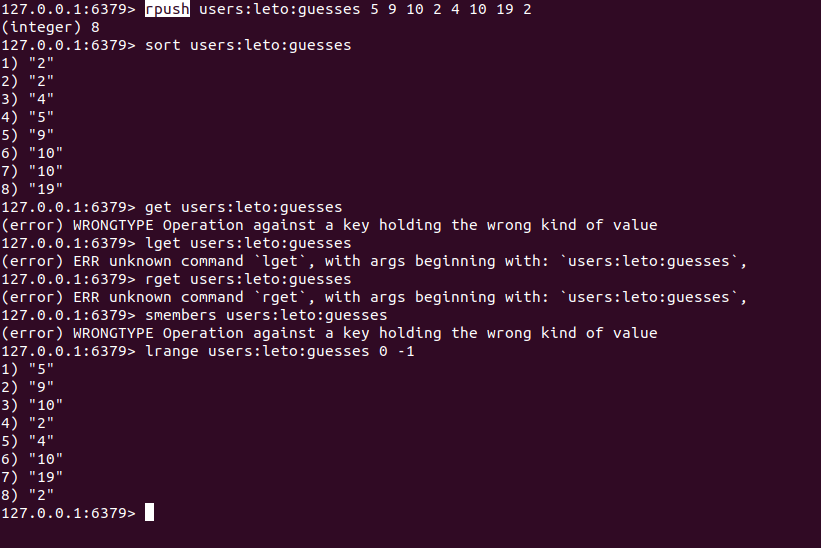 127.0.0.1:6379> rpush users:leto:guesses 5 9 10 2 4 10 19 2
(integer) 8
127.0.0.1:6379> sort users:leto:guesses
1) "2"
2) "2"
3) "4"
4) "5"
5) "9"
6) "10"
7) "10"
8) "19"
127.0.0.1:6379> get users:leto:guesses
(error) WRONGTYPE Operation against a key holding the wrong kind of value
127.0.0.1:6379> lget users:leto:guesses
(error) ERR unknown command `lget`, with args beginning with: `users:leto:guesses`,
127.0.0.1:6379> rget users:leto:guesses
(error) ERR unknown command `rget`, with args beginning with: `users:leto:guesses`,
127.0.0.1:6379> smembers users:leto:guesses
(error) WRONGTYPE Operation against a key holding the wrong kind of value
127.0.0.1:6379> lrange users:leto:guesses 0 -1
1) "5"
2) "9"
3) "10"
4) "2"
5) "4"
6) "10"
7) "19"
8) "2"
127.0.0.1:6379>